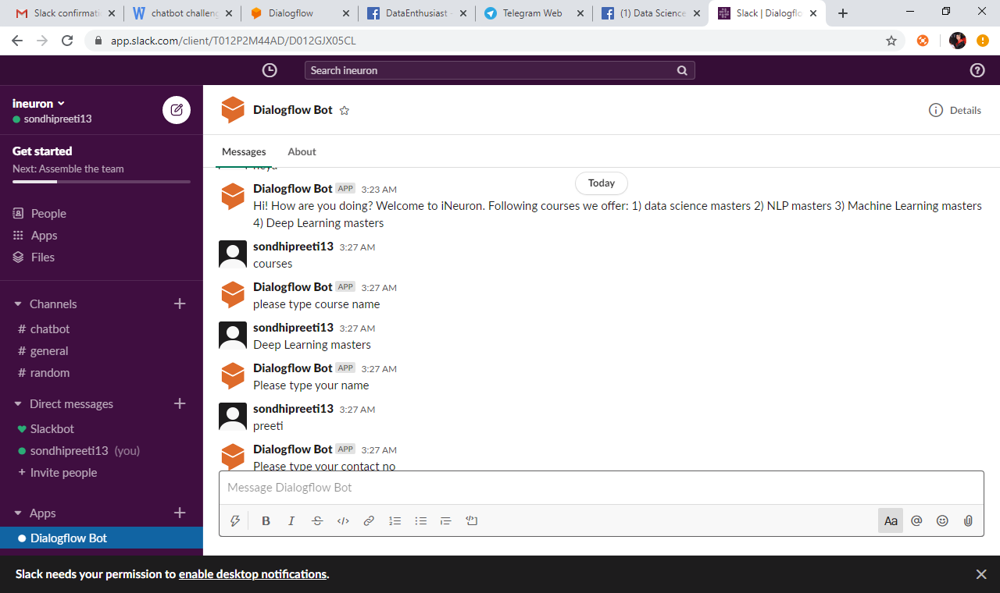 Slack confirmati
chatbot challeng
Dialogflow
DataEnthusiast -
Telegram Web
(1) Data Science
Slack | Dialogflo
app.slack.com/client/T012P2M44AD/D012GJX05CL
Search ineuron
ineuron
sondhipreeti13
Get started
Next: Assemble the team
People
Apps
Files
Channels
# chatbot
# general
# random
Direct messages
Slackbot
sondhipreeti13 (you)
+ Invite people
Apps
Dialogflow Bot
Dialogflow Bot
Details
Messages About
Today
Dialogflow Bot APP 3:23 AM
Hi! How are you doing? Welcome to iNeuron. Following courses we offer: 1) data science masters 2) NLP masters 3) Machine Learning masters
4) Deep Learning masters
sondhipreeti13 3:27 AM
courses
Dialogflow Bot APP 3:27 AM
please type course name
sondhipreeti13 3:27 AM
Deep Learning masters
Dialogflow Bot APP 3:27 AM
Please type your name
sondhipreeti13 3:27 AM
preeti
Dialogflow Bot APP 3:27 AM
Please type your contact no
Message Dialogflow Bot
B I S </> Aa @
Slack needs your permission to enable desktop notifications.